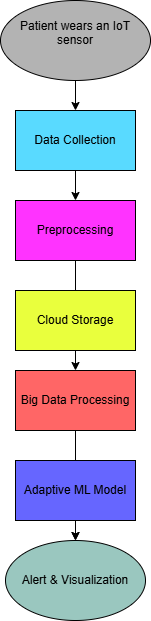 Patient wears an IoT
sensor
Data Collection
Preprocessing
Cloud Storage
Big Data Processing
Adaptive ML Model
Alert & Visualization